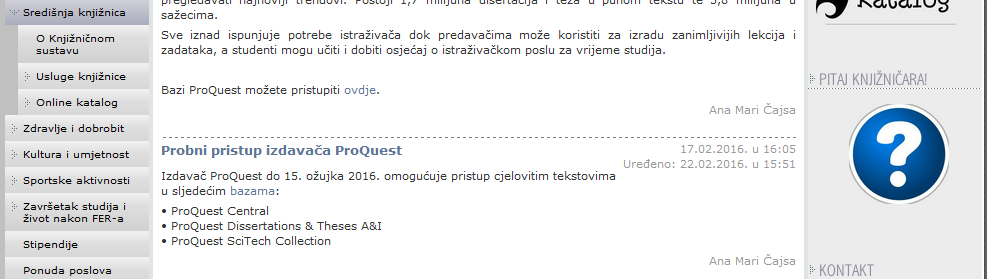 Središnja knjižnica
O Knjižničnom
sustavu
Usluge knjižnice
Online katalog
Zdravlje i dobrobit
Kultura i umjetnost
Sportske aktivnosti
Završetak studija i
život nakon FER-a
Stipendije
Ponuda poslova
pregledavati najnoviji trendovi. Postoji 1,7 milijuna disertacija i teza u punom tekstu te 3,8 milijuna u
sažecima.
Sve iznad ispunjuje potrebe istraživača dok predavačima može koristiti za izradu zanimljivijih lekcija i
zadataka, a studenti mogu učiti i dobiti osjećaj o istraživačkom poslu za vrijeme studija.
Bazi ProQuest možete pristupiti ovdje.
Ana Mari Čajsa
Probni pristup izdavača ProQuest
17.02.2016. u 16:05
Uređeno: 22.02.2016. u 15:51
Izdavač ProQuest do 15. ožujka 2016. omogućuje pristup cjelovitim tekstovima
u sljedećim bazama:
• ProQuest Central
• ProQuest Dissertations & Theses A&I
• ProQuest SciTech Collection
Ana Mari Čajsa
katalog
PITAJ KNJIŽNIČARA!
?
KONTAKT